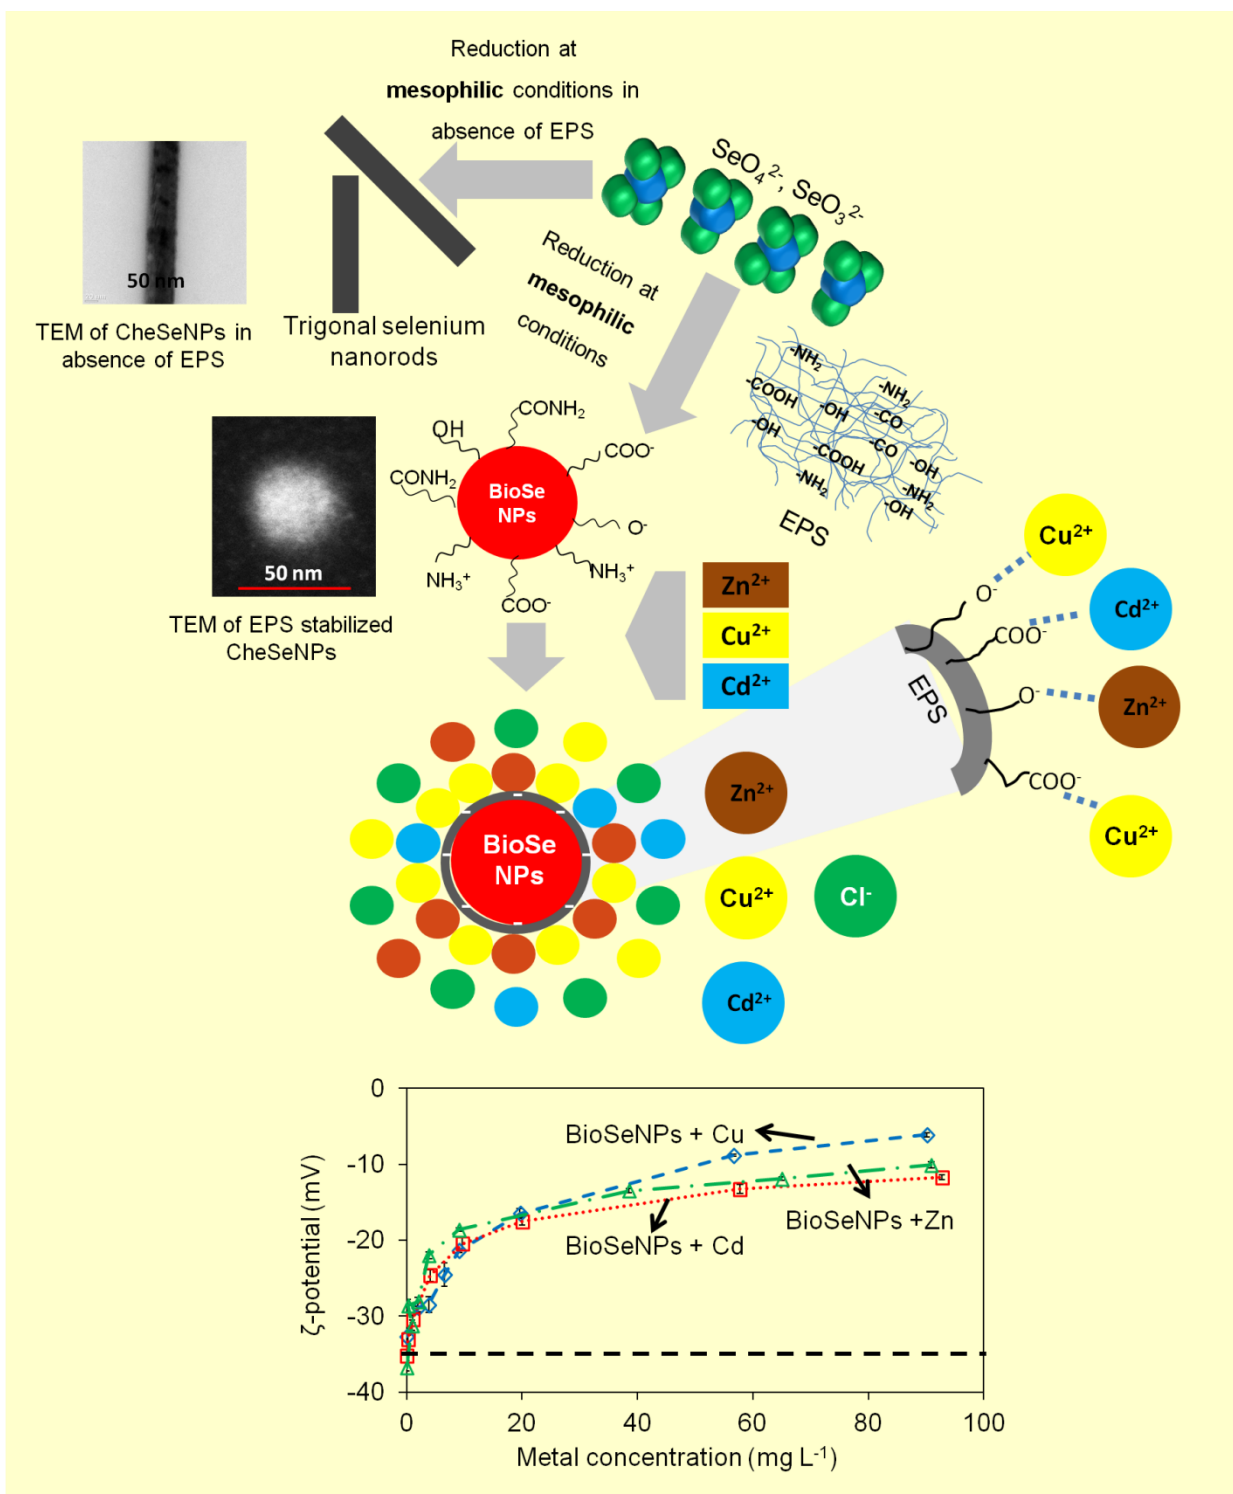 Reduction at
mesophilic conditions in
absence of EPS
SeO₄²⁻, SeO₃²⁻
50 nm
TEM of CheSeNPs in
absence of EPS
Trigonal selenium
nanorods
Reduction at
mesophilic
conditions
-NH₂
-COOH
-NH₂
-OH
-CO
-OH
-CO
-COOH
-OH
-NH₂
-NH₂
-OH
EPS
CONH₂
OH
COO⁻
CONH₂
BioSe
NPs
O⁻
NH₃⁺
NH₃⁺
COO⁻
50 nm
TEM of EPS stabilized
CheSeNPs
Zn²⁺
Cu²⁺
Cd²⁺
Cu²⁺
O⁻
Cd²⁺
COO⁻
EPS
O⁻
Zn²⁺
COO⁻
Cu²⁺
BioSe
NPs
Zn²⁺
Cu²⁺
Cl⁻
Cd²⁺
0
-10
-20
-30
-40
ζ-potential (mV)
BioSeNPs + Cu
BioSeNPs +Zn
BioSeNPs + Cd
0 20 40 60 80 100
Metal concentration (mg L⁻¹)